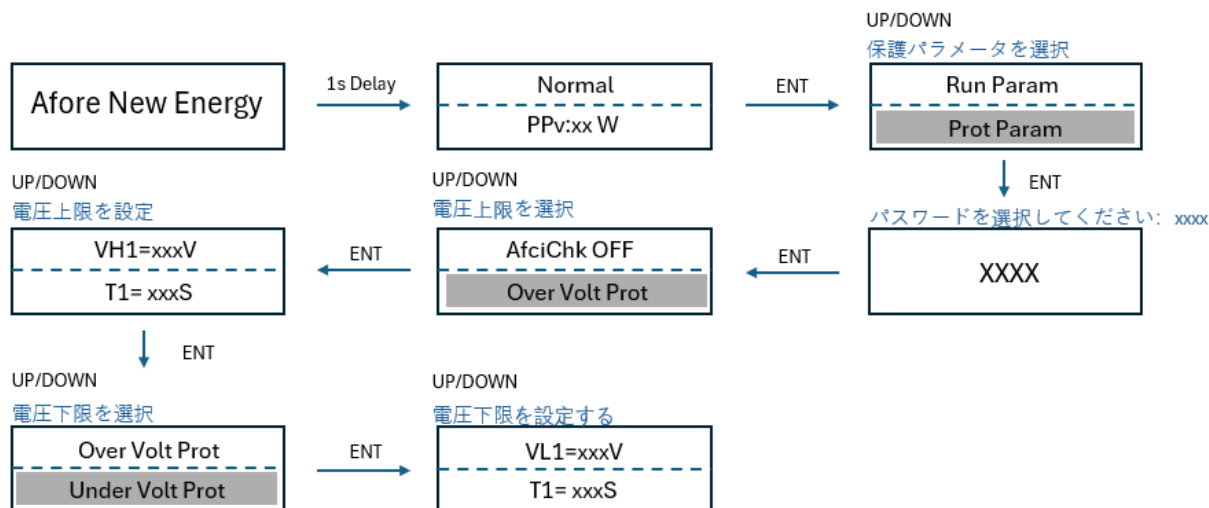 UP/DOWN
保護パラメータを選択
Afore New Energy
1s Delay
Normal
PPv:xx W
ENT
Run Param
Prot Param
ENT
UP/DOWN
電圧上限を設定
VH1=xxxV
T1= xxxS
ENT
UP/DOWN
電圧上限を選択
AfciChk OFF
Over Volt Prot
ENT
パスワードを選択してください: xxxx
XXXX
ENT
UP/DOWN
電圧下限を選択
Over Volt Prot
Under Volt Prot
ENT
UP/DOWN
電圧下限を設定する
VL1=xxxV
T1= xxxS